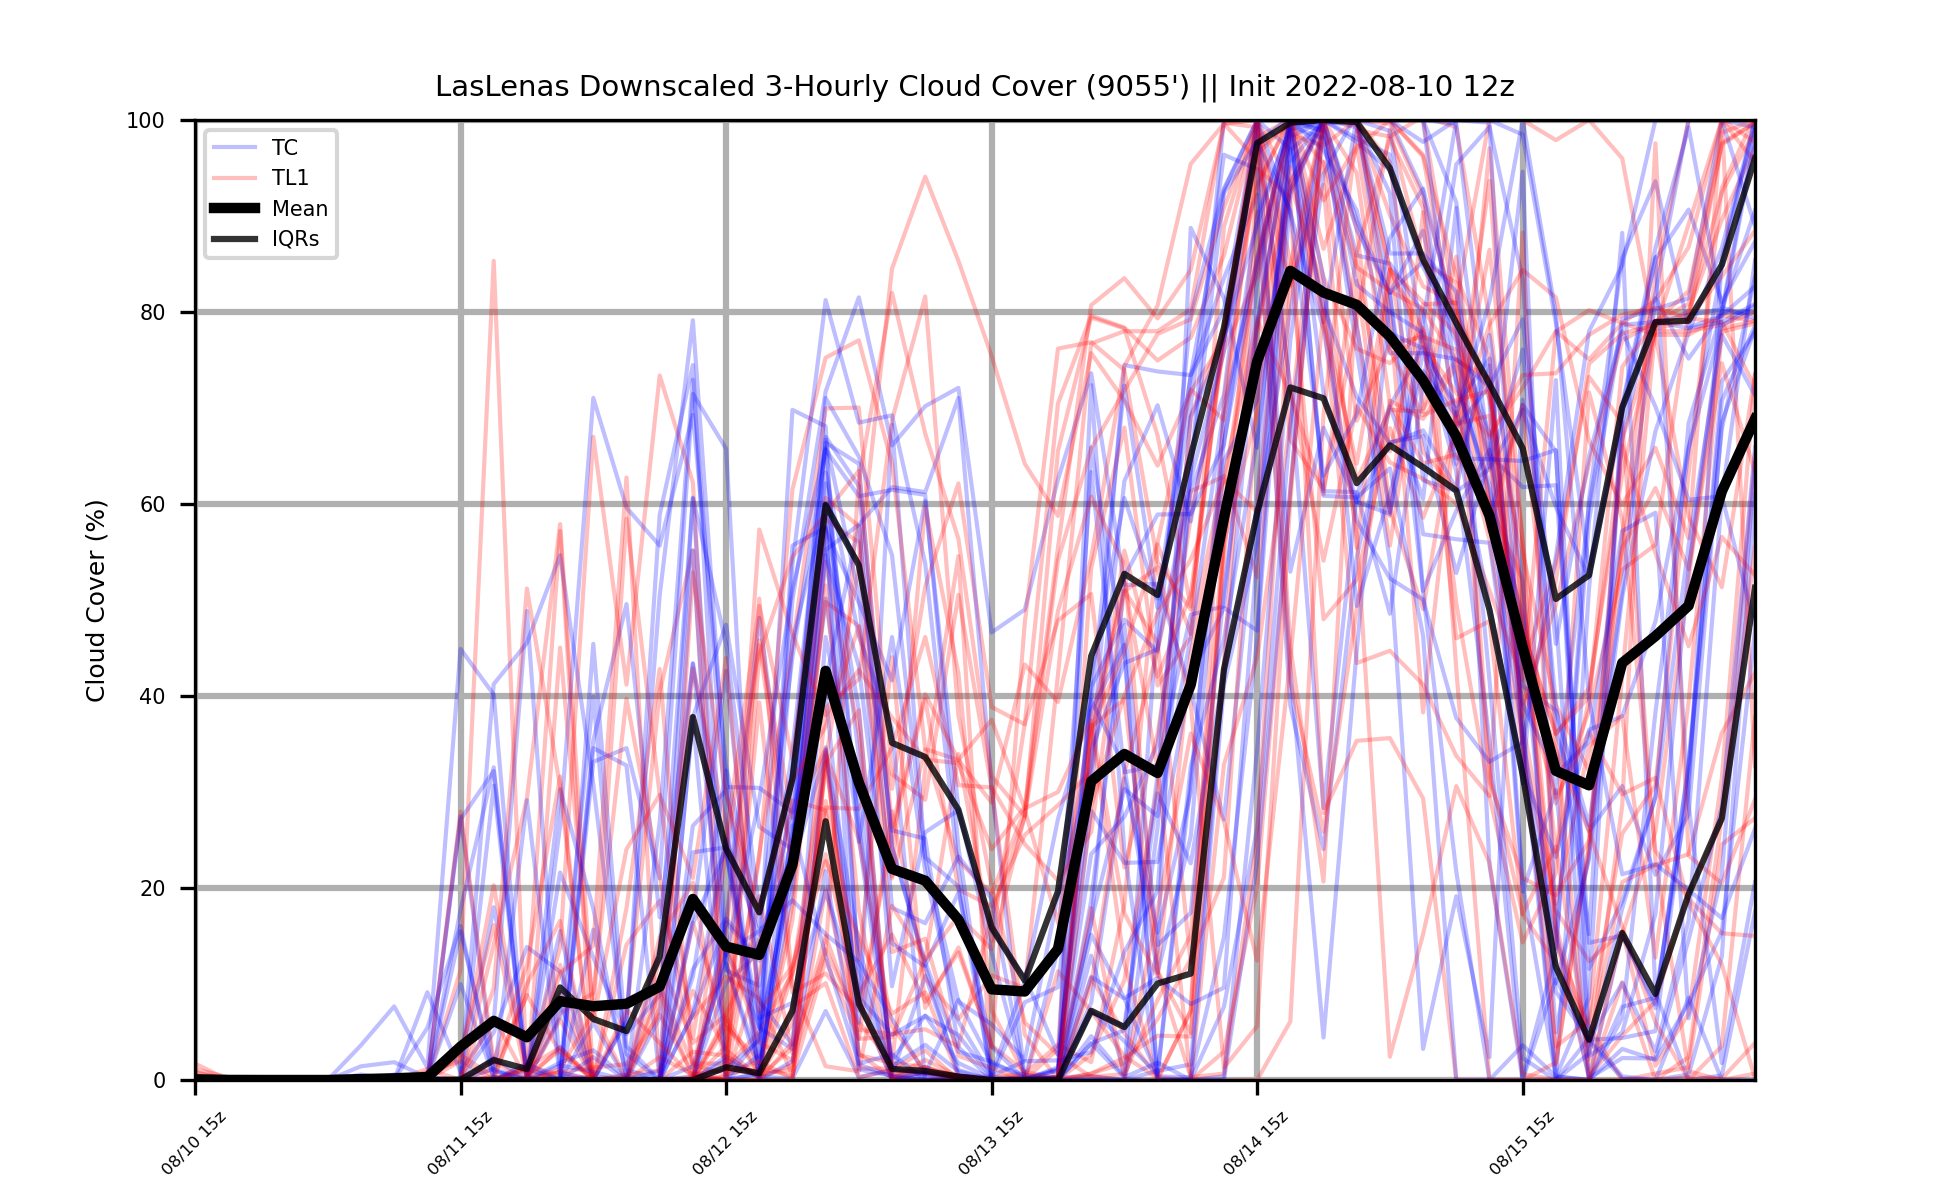 LasLenas Downscaled 3-Hourly Cloud Cover (9055') || Init 2022-08-10 12z
100
80
60
40
20
0
Cloud Cover (%)
TC
TL1
Mean
IQRs
08/10 15z
08/11 15z
08/12 15z
08/13 15z
08/14 15z
08/15 15z